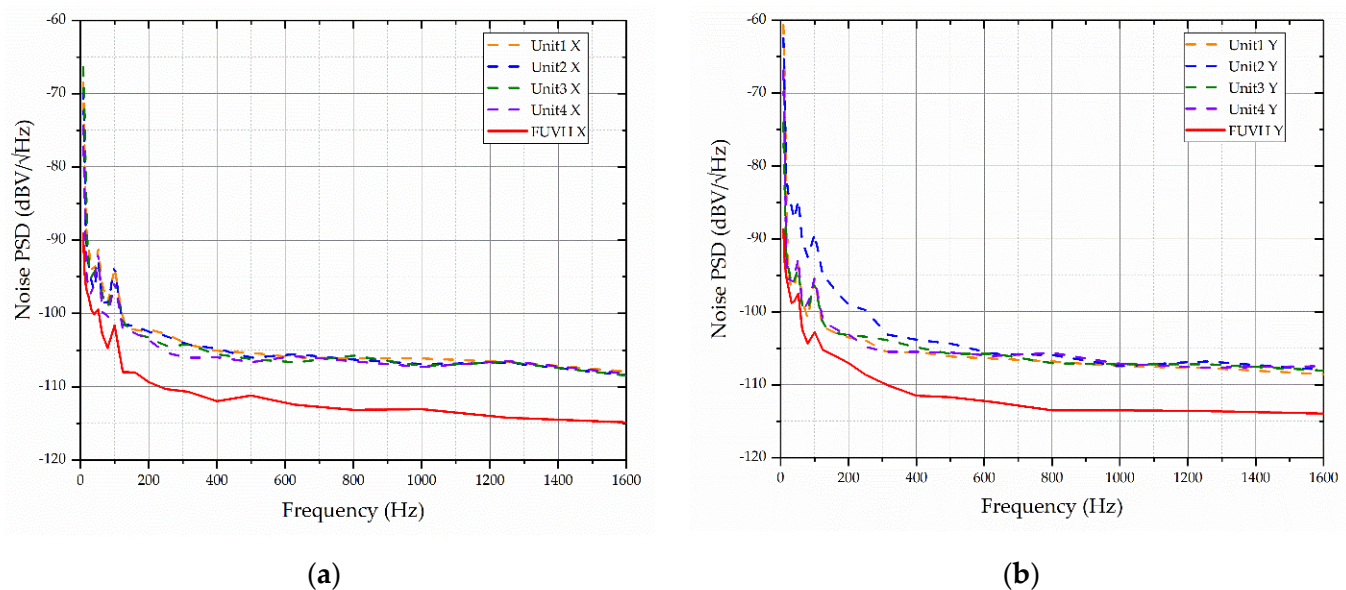 -60
-70
-80
-90
-100
-110
-120
Noise PSD (dBV/√Hz)
0 200 400 600 800 1000 1200 1400 1600
Frequency (Hz)
Unit1 X
Unit2 X
Unit3 X
Unit4 X
FUVH X
(a)
-60
-70
-80
-90
-100
-110
-120
Noise PSD (dBV/√Hz)
0 200 400 600 800 1000 1200 1400 1600
Frequency (Hz)
Unit1 Y
Unit2 Y
Unit3 Y
Unit4 Y
FUVH Y
(b)